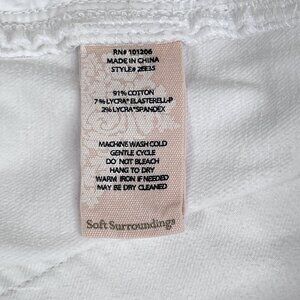 RN# 101206
MADE IN CHINA
STYLE# 2BE35
91% COTTON
7% LYCRA® ELASTERELL-P
2% LYCRA® SPANDEX
MACHINE WASH COLD
GENTLE CYCLE
DO NOT BLEACH
HANG TO DRY
WARM IRON IF NEEDED
MAY BE DRY CLEANED
Soft Surroundings